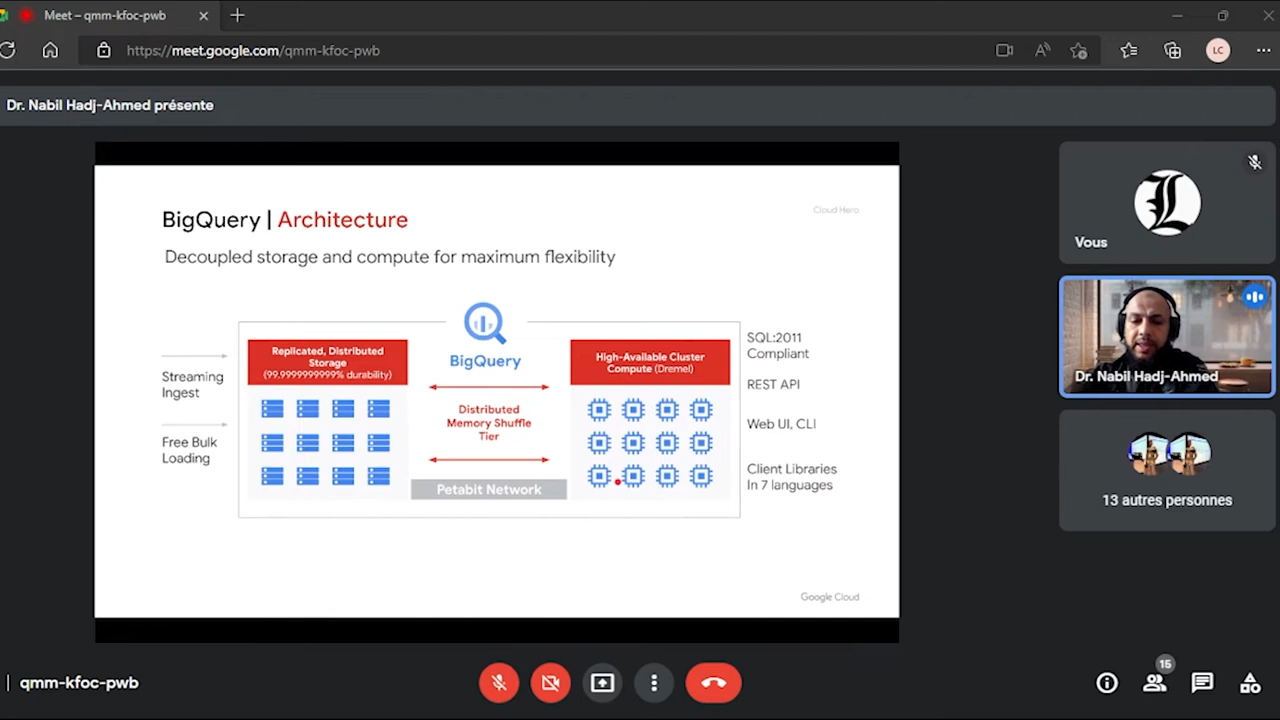 Meet – qmm-kfoc-pwb
https://meet.google.com/qmm-kfoc-pwb
LC
Dr. Nabil Hadj-Ahmed présente
BigQuery | Architecture
Cloud Hero
Decoupled storage and compute for maximum flexibility
Streaming
Ingest
Free Bulk
Loading
Replicated, Distributed
Storage
(99.9999999999% durability)
BigQuery
Distributed
Memory Shuffle
Tier
Petabit Network
High-Available Cluster
Compute (Dremel)
SQL:2011
Compliant
REST API
Web UI, CLI
Client Libraries
In 7 languages
Google Cloud
L
Vous
Dr. Nabil Hadj-Ahmed
13 autres personnes
qmm-kfoc-pwb
15